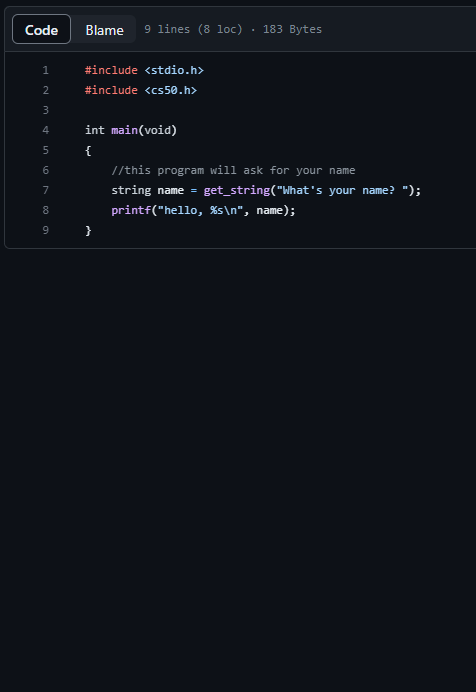 Code Blame 9 lines (8 loc) · 183 Bytes
1 #include <stdio.h>
2 #include <cs50.h>
3
4 int main(void)
5 {
6     //this program will ask for your name
7     string name = get_string("What's your name? ");
8     printf("hello, %s\n", name);
9 }